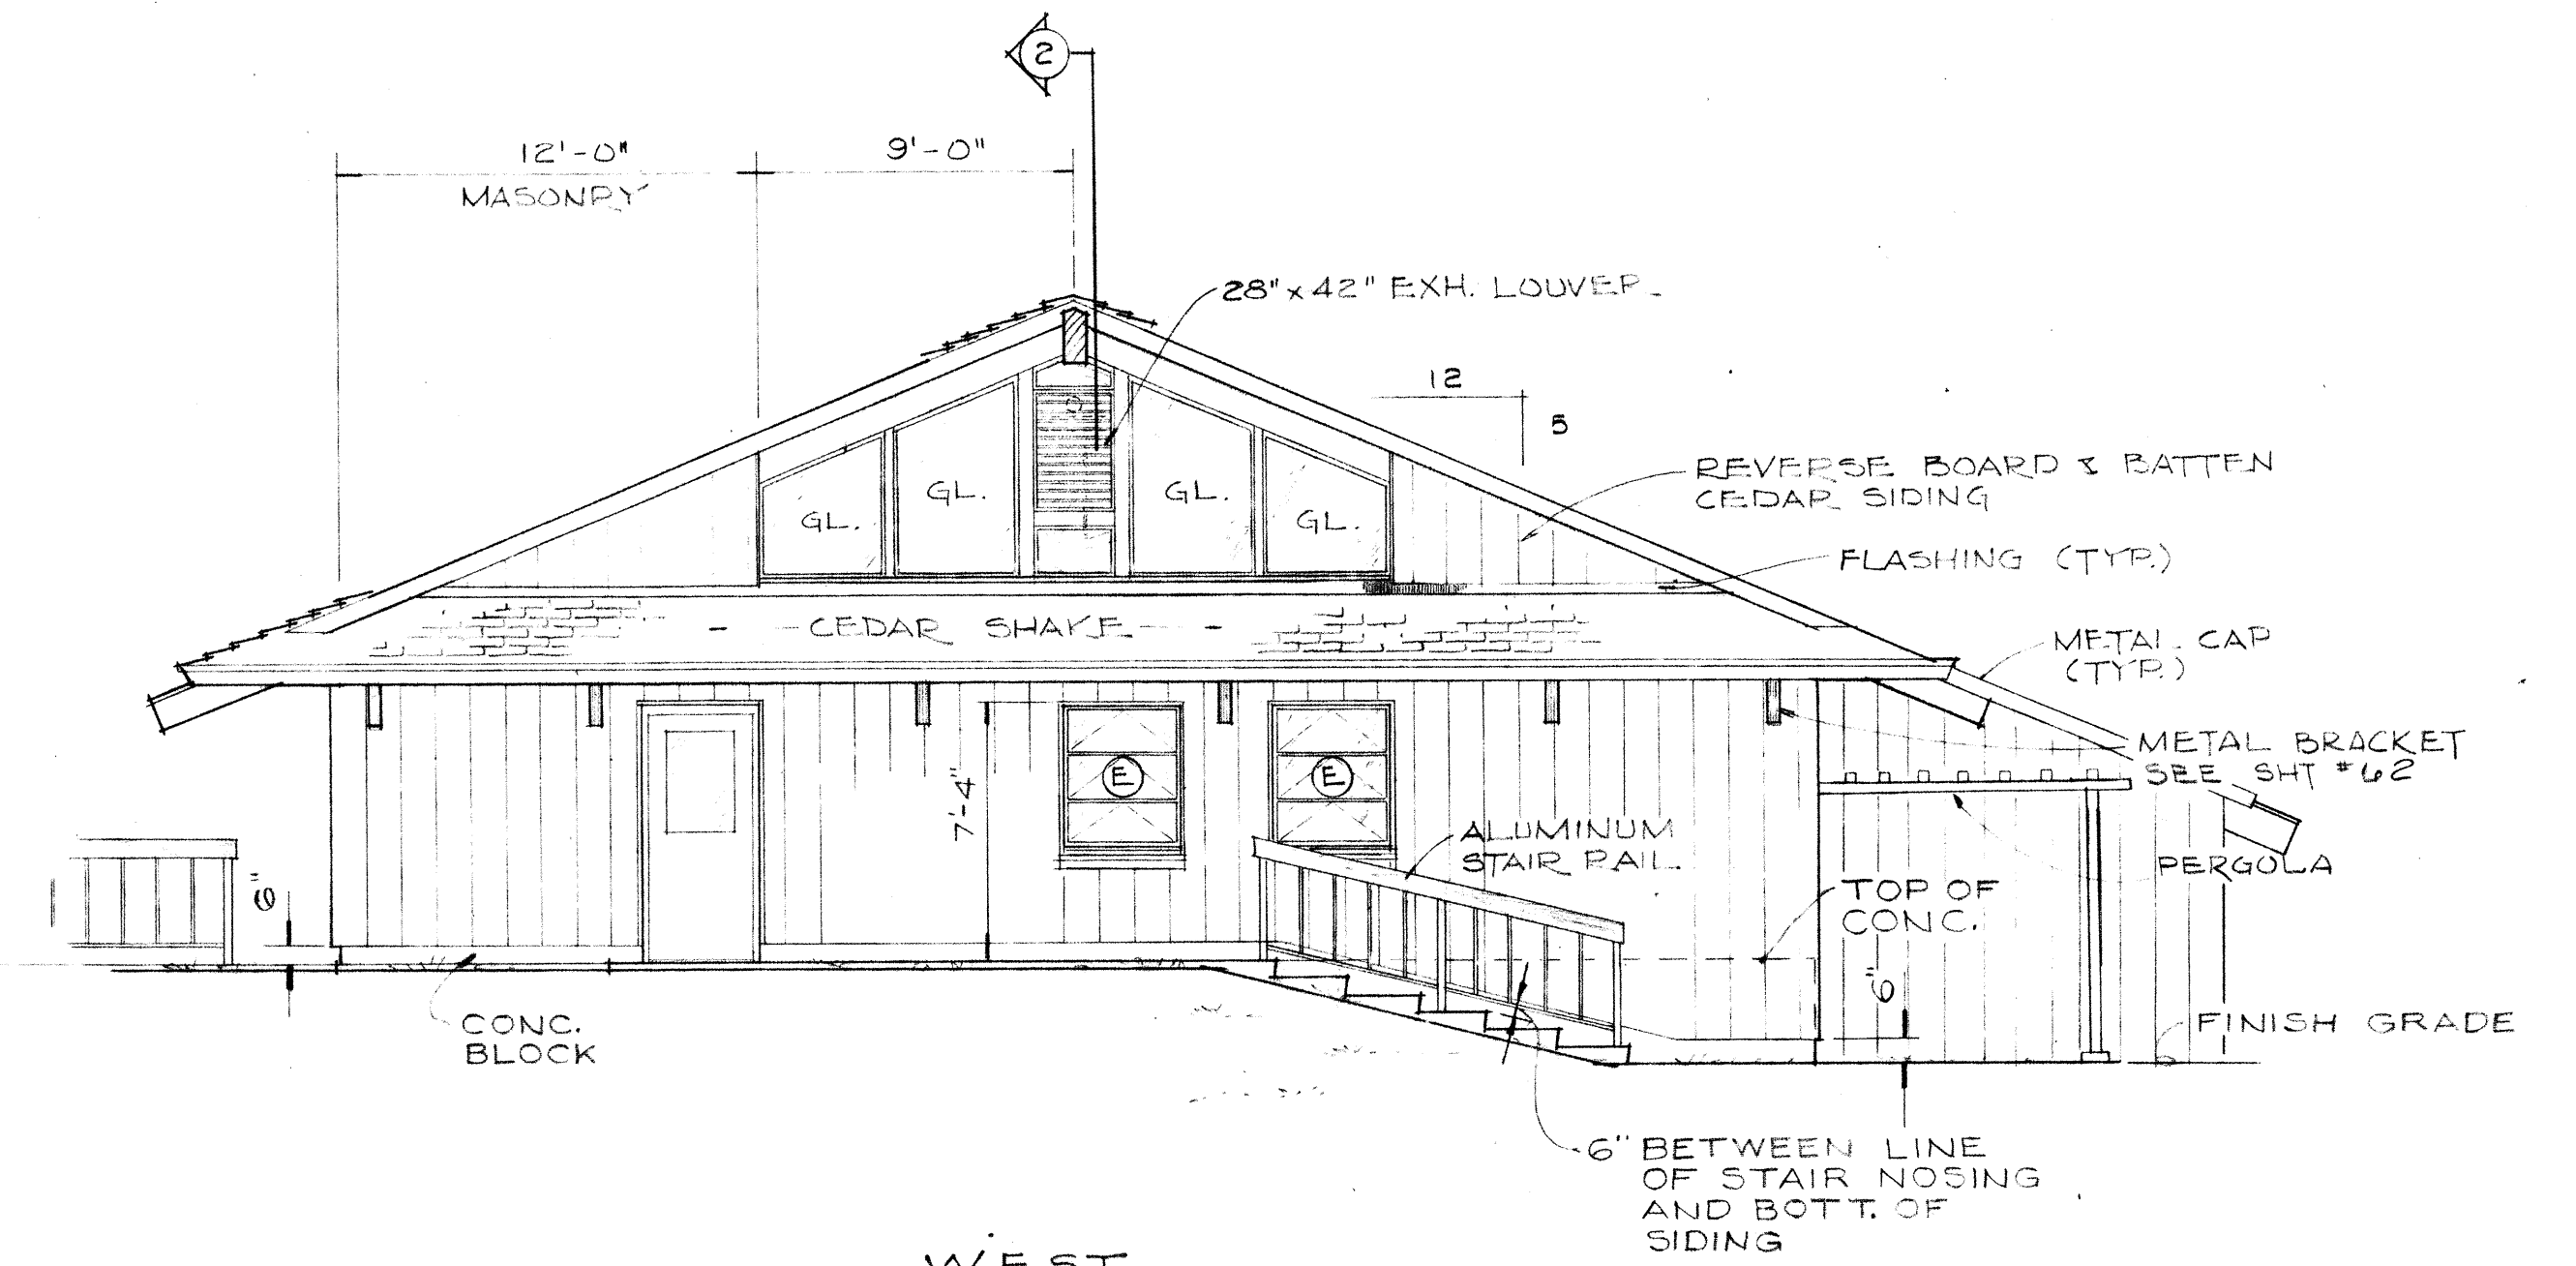 2
12'-0"
9'-0"
MASONRY
28" x 42" EXH. LOUVER
12
5
REVERSE BOARD & BATTEN
CEDAR SIDING
GL.
GL.
GL.
GL.
FLASHING (TYP.)
- - CEDAR SHAKE - -
METAL CAP
(TYP.)
METAL BRACKET
SEE SHT #62
E
E
7'-4"
ALUMINUM
STAIR RAIL
PERGOLA
6"
TOP OF
CONC.
6"
CONC.
BLOCK
FINISH GRADE
6" BETWEEN LINE
OF STAIR NOSING
AND BOTT. OF
SIDING
WEST